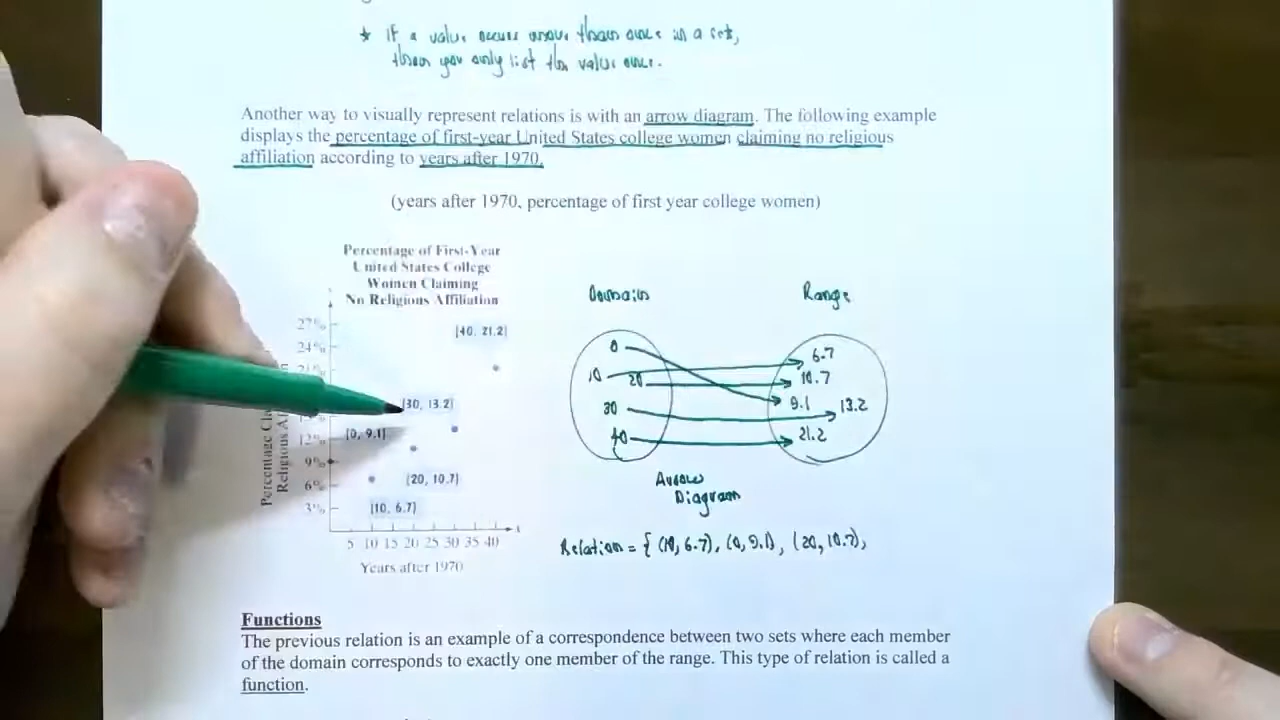 * if a value occurs more than once in a set,
then you only list the value once.
Another way to visually represent relations is with an arrow diagram. The following example
displays the percentage of first-year United States college women claiming no religious
affiliation according to years after 1970.
(years after 1970, percentage of first year college women)
Percentage of First-Year
United States College
Women Claiming
No Religious Affiliation
27%
24%
21%
12%
9%
6%
3%
(40, 21.2)
(30, 13.2)
(0, 9.1)
(20, 10.7)
(10, 6.7)
5 10 15 20 25 30 35 40
Years after 1970
Percentage
Religious
Domain
Range
0
10
20
30
40
6.7
10.7
9.1
13.2
21.2
Arrow
Diagram
Relation = { (10, 6.7), (0, 9.1), (20, 10.7),
Functions
The previous relation is an example of a correspondence between two sets where each member
of the domain corresponds to exactly one member of the range. This type of relation is called a
function.